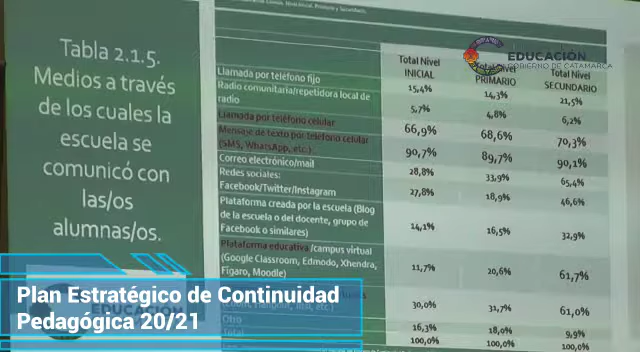 Tabla 2.1.5.
Medios a través
de los cuales la
escuela se
comunicó con
las/os
alumnas/os.
Total Nivel
INICIAL
Total Nivel
PRIMARIO
Total Nivel
SECUNDARIO
EDUCACIÓN
GOBIERNO DE CATAMARCA
Llamada por teléfono fijo
15,4% 14,3% 21,5%
Radio comunitaria/repetidora local de
radio
5,7% 4,8% 6,2%
Llamada por teléfono celular
66,9% 68,6% 70,3%
Mensaje de texto por teléfono celular
(SMS, WhatsApp, etc.)
90,7% 89,7% 90,1%
Correo electrónico/mail
28,8% 33,9% 65,4%
Redes sociales:
Facebook/Twitter/Instagram
27,8% 18,9% 46,6%
Plataforma creada por la escuela (Blog
de la escuela o del docente, grupo de
Facebook o similares)
14,1% 16,5% 32,9%
Plataforma educativa /campus virtual
(Google Classroom, Edmodo, Xhendra,
Fígaro, Moodle)
11,7% 20,6% 61,7%
30,0% 31,7% 61,0%
Otro
16,3% 18,0% 9,9%
Total
100,0% 100,0% 100,0%
Plan Estratégico de Continuidad
Pedagógica 20/21